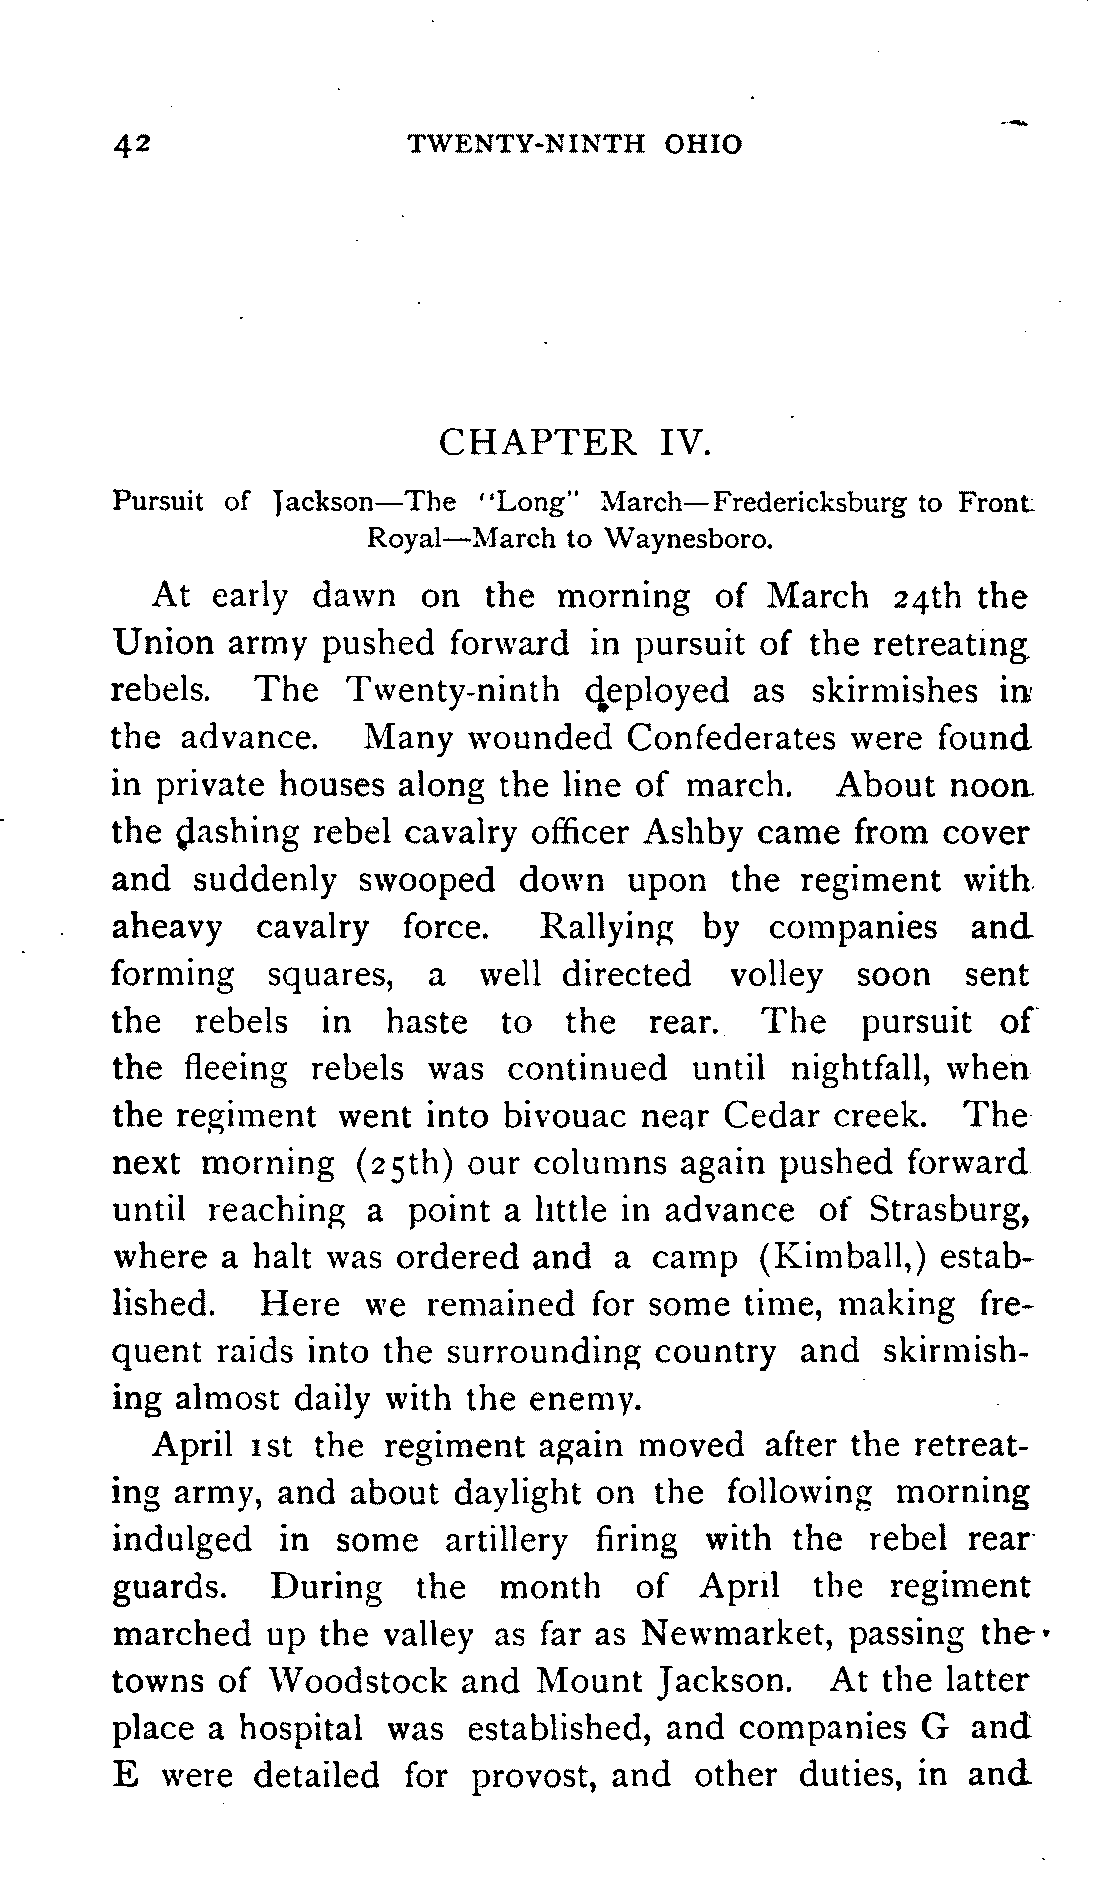 42 TWENTY-NINTH OHIO
CHAPTER IV.
Pursuit of Jackson—The "Long" March—Fredericksburg to Front
Royal—March to Waynesboro.
At early dawn on the morning of March 24th the
Union army pushed forward in pursuit of the retreating
rebels. The Twenty-ninth deployed as skirmishes in
the advance. Many wounded Confederates were found
in private houses along the line of march. About noon
the dashing rebel cavalry officer Ashby came from cover
and suddenly swooped down upon the regiment with
aheavy cavalry force. Rallying by companies and
forming squares, a well directed volley soon sent
the rebels in haste to the rear. The pursuit of
the fleeing rebels was continued until nightfall, when
the regiment went into bivouac near Cedar creek. The
next morning (25th) our columns again pushed forward
until reaching a point a little in advance of Strasburg,
where a halt was ordered and a camp (Kimball,) estab-
lished. Here we remained for some time, making fre-
quent raids into the surrounding country and skirmish-
ing almost daily with the enemy.
April 1st the regiment again moved after the retreat-
ing army, and about daylight on the following morning
indulged in some artillery firing with the rebel rear
guards. During the month of April the regiment
marched up the valley as far as Newmarket, passing the
towns of Woodstock and Mount Jackson. At the latter
place a hospital was established, and companies G and
E were detailed for provost, and other duties, in and